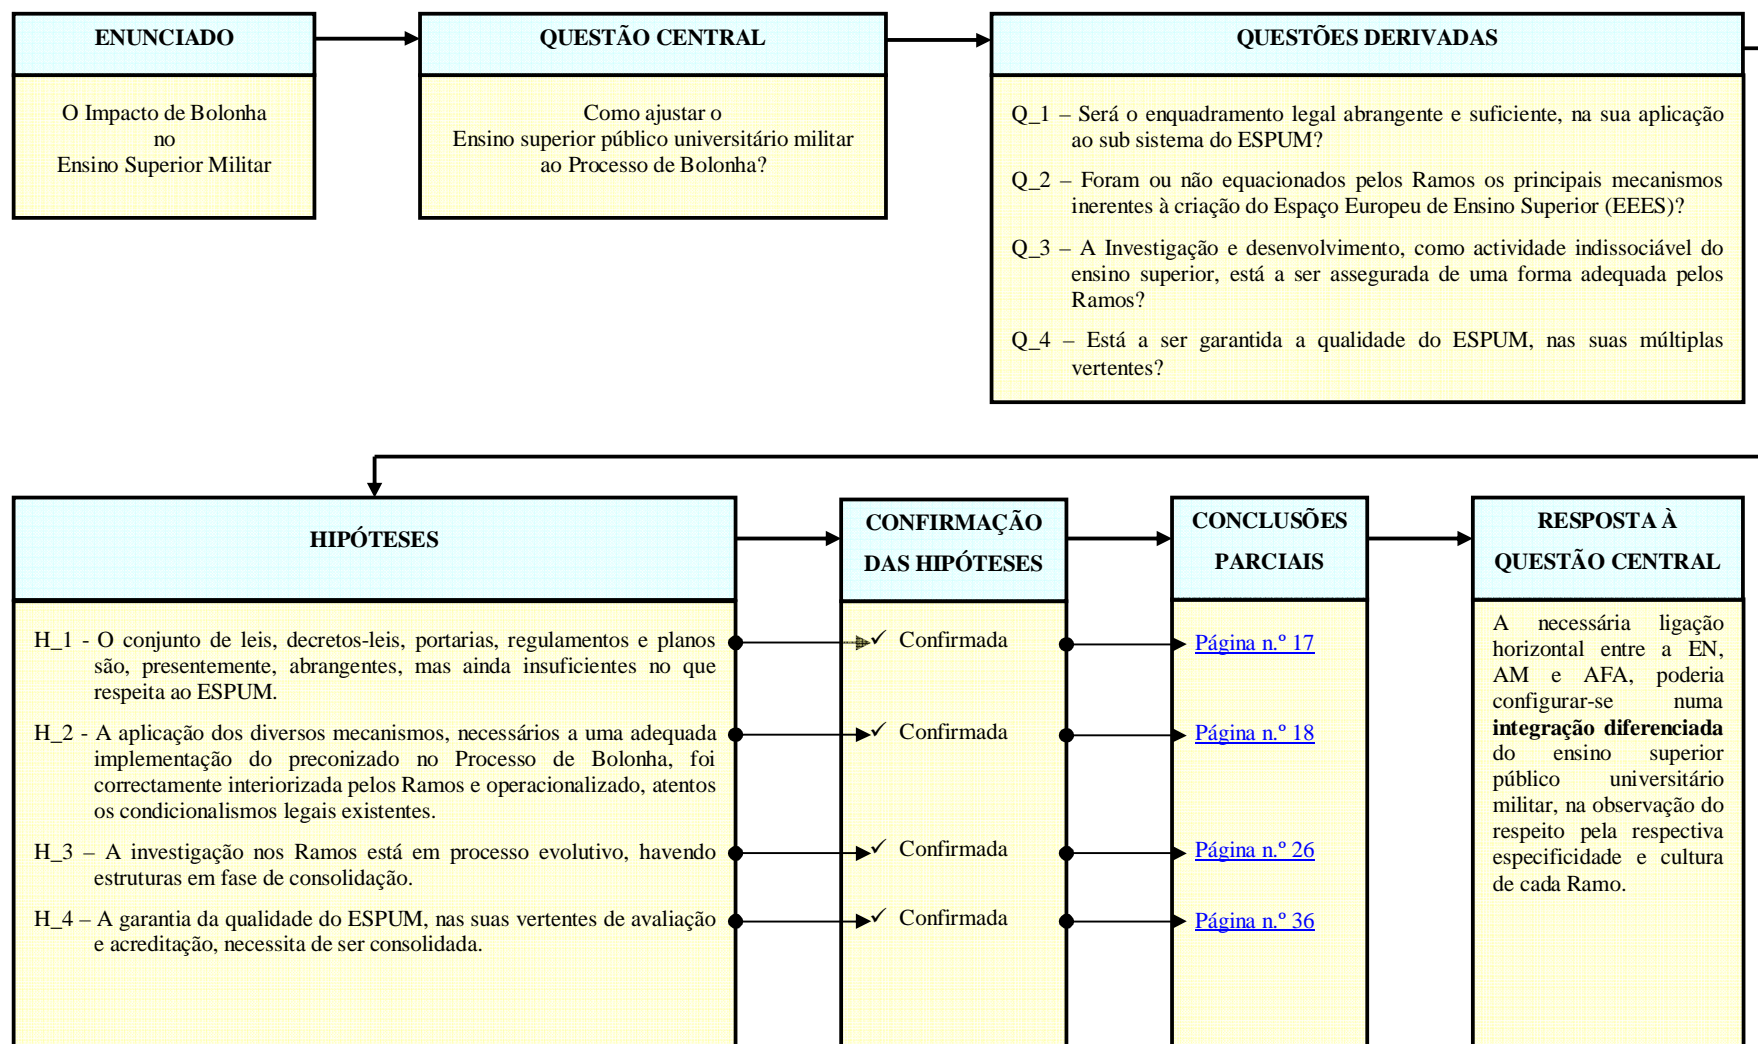 ENUNCIADO
O Impacto de Bolonha
no
Ensino Superior Militar
QUESTÃO CENTRAL
Como ajustar o
Ensino superior público universitário militar
ao Processo de Bolonha?
QUESTÕES DERIVADAS
Q_1 – Será o enquadramento legal abrangente e suficiente, na sua aplicação
ao sub sistema do ESPUM?
Q_2 – Foram ou não equacionados pelos Ramos os principais mecanismos
inerentes à criação do Espaço Europeu de Ensino Superior (EEES)?
Q_3 – A Investigação e desenvolvimento, como actividade indissociável do
ensino superior, está a ser assegurada de uma forma adequada pelos
Ramos?
Q_4 – Está a ser garantida a qualidade do ESPUM, nas suas múltiplas
vertentes?
HIPÓTESES
H_1 - O conjunto de leis, decretos-leis, portarias, regulamentos e planos
são, presentemente, abrangentes, mas ainda insuficientes no que
respeita ao ESPUM.
H_2 - A aplicação dos diversos mecanismos, necessários a uma adequada
implementação do preconizado no Processo de Bolonha, foi
correctamente interiorizada pelos Ramos e operacionalizado, atentos
os condicionalismos legais existentes.
H_3 – A investigação nos Ramos está em processo evolutivo, havendo
estruturas em fase de consolidação.
H_4 – A garantia da qualidade do ESPUM, nas suas vertentes de avaliação
e acreditação, necessita de ser consolidada.
CONFIRMAÇÃO
DAS HIPÓTESES
✓ Confirmada
✓ Confirmada
✓ Confirmada
✓ Confirmada
CONCLUSÕES
PARCIAIS
Página n.º 17
Página n.º 18
Página n.º 26
Página n.º 36
RESPOSTA À
QUESTÃO CENTRAL
A necessária ligação
horizontal entre a EN,
AM e AFA, poderia
configurar-se numa
integração diferenciada
do ensino superior
público universitário
militar, na observação do
respeito pela respectiva
especificidade e cultura
de cada Ramo.